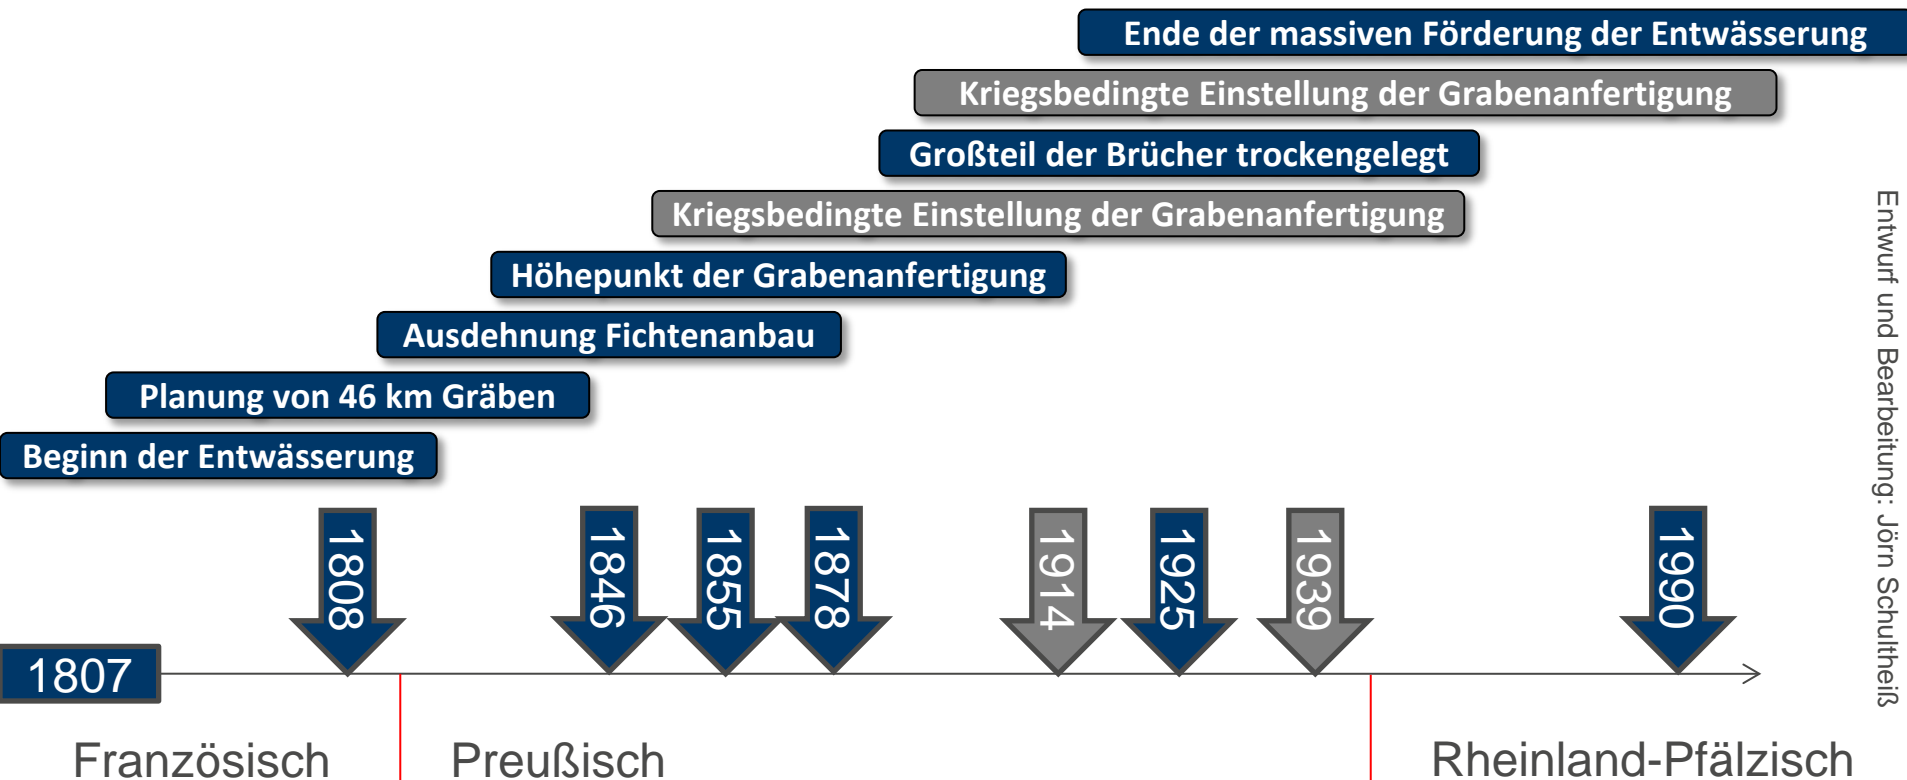 Ende der massiven Förderung der Entwässerung
Kriegsbedingte Einstellung der Grabenanfertigung
Großteil der Brücher trockengelegt
Kriegsbedingte Einstellung der Grabenanfertigung
Höhepunkt der Grabenanfertigung
Ausdehnung Fichtenanbau
Planung von 46 km Gräben
Beginn der Entwässerung
1808
1846
1855
1878
1914
1925
1939
1990
1807
Französisch
Preußisch
Rheinland-Pfälzisch
Entwurf und Bearbeitung: Jörn Schultheiß